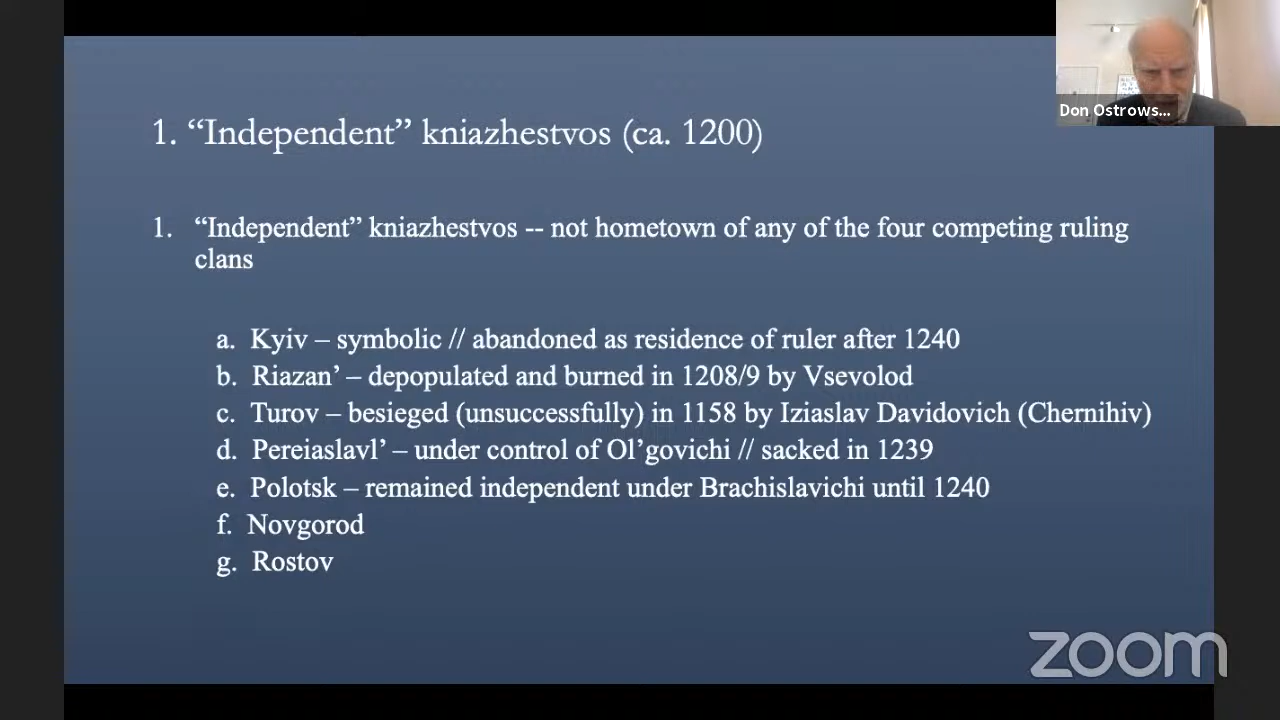 Don Ostrows...
1. “Independent” kniazhestvos (ca. 1200)
1. “Independent” kniazhestvos -- not hometown of any of the four competing ruling
clans
a. Kyiv – symbolic // abandoned as residence of ruler after 1240
b. Riazan’ – depopulated and burned in 1208/9 by Vsevolod
c. Turov – besieged (unsuccessfully) in 1158 by Iziaslav Davidovich (Chernihiv)
d. Pereiaslavl’ – under control of Ol’govichi // sacked in 1239
e. Polotsk – remained independent under Brachislavichi until 1240
f. Novgorod
g. Rostov
zoom